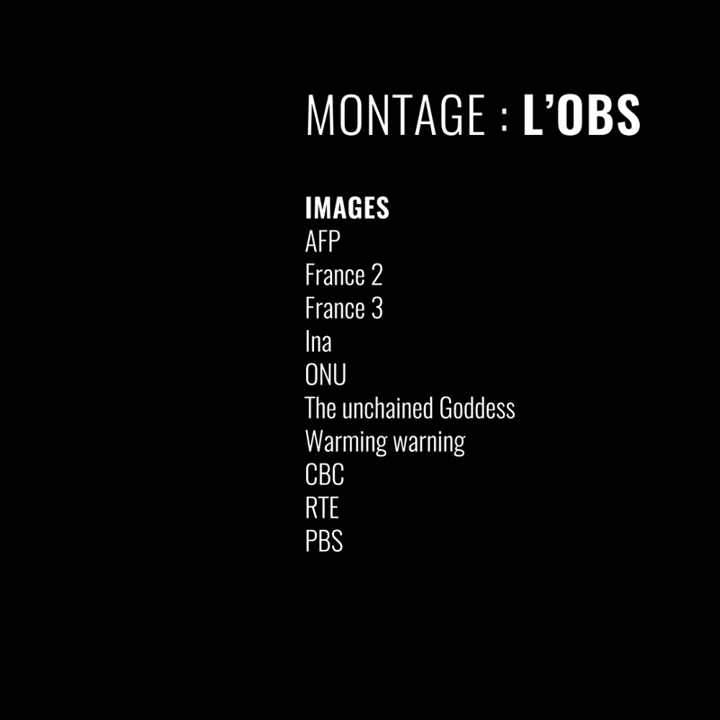 MONTAGE : L’OBS
IMAGES
AFP
France 2
France 3
Ina
ONU
The unchained Goddess
Warming warning
CBC
RTE
PBS